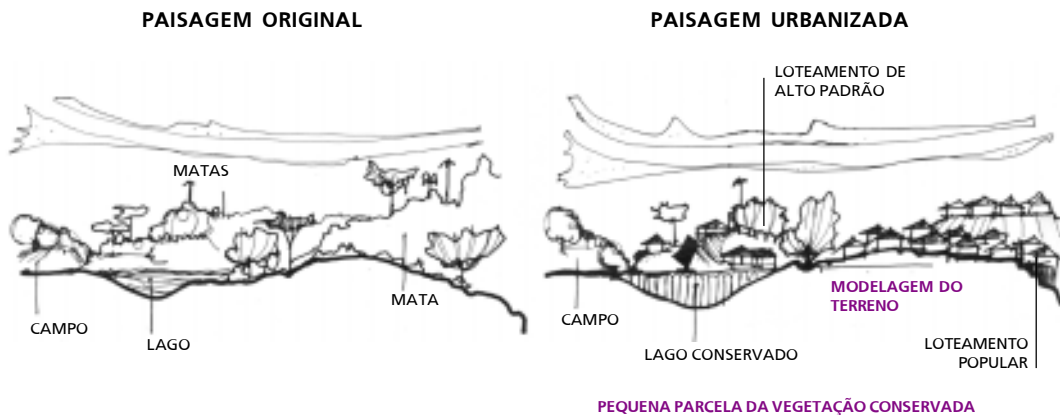 PAISAGEM ORIGINAL
MATAS
MATA
CAMPO
LAGO
PAISAGEM URBANIZADA
LOTEAMENTO DE
ALTO PADRÃO
MODELAGEM DO
TERRENO
CAMPO
LAGO CONSERVADO
LOTEAMENTO
POPULAR
PEQUENA PARCELA DA VEGETAÇÃO CONSERVADA